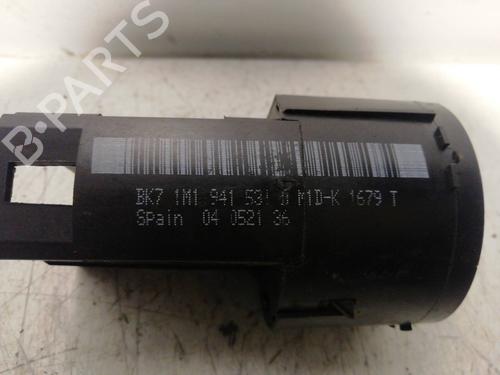 B-PARTS
BK7 1M1 941 531 D M1D-K 1679 T
SPain 04 0521 36